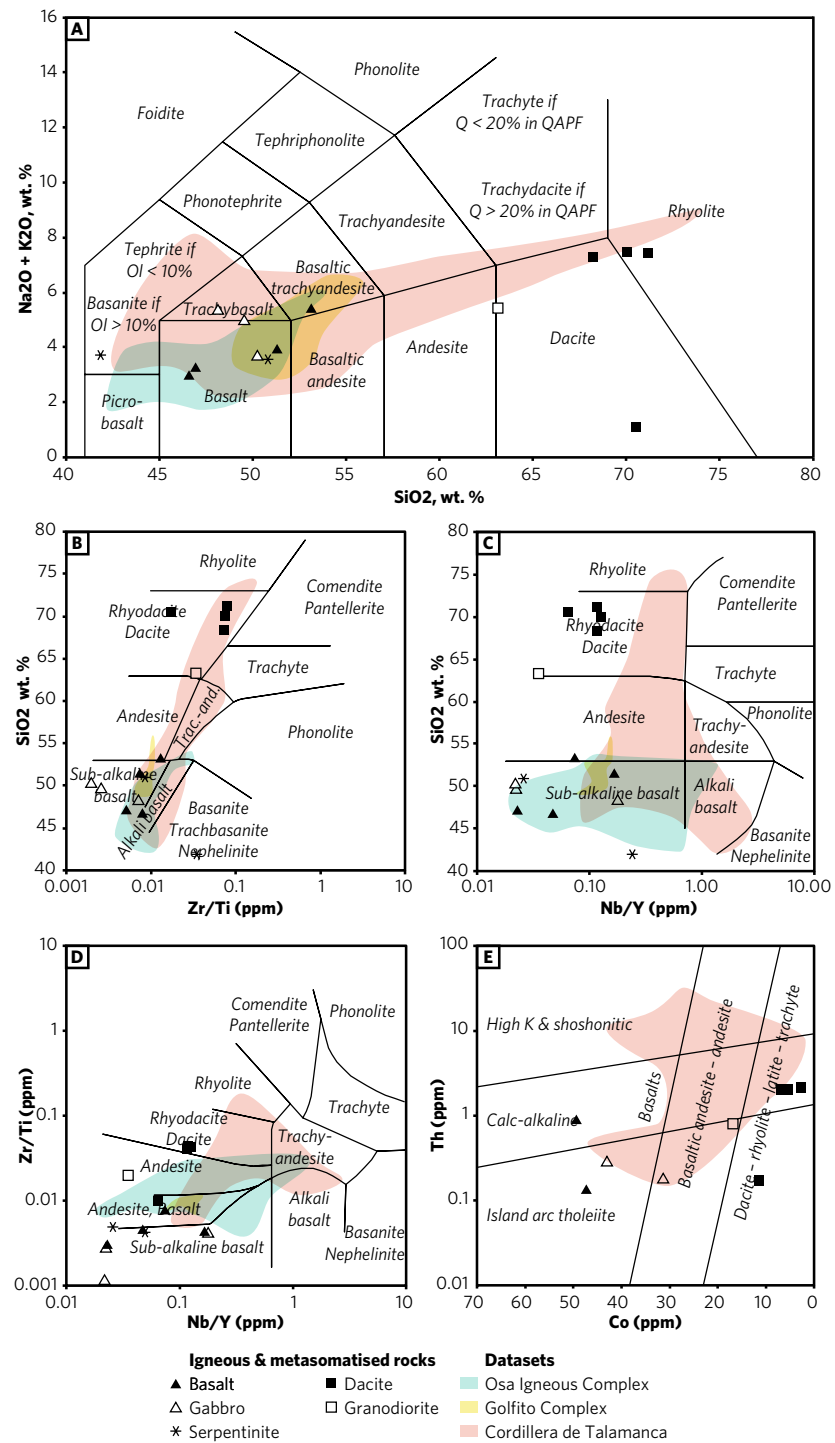 A
16
14
12
10
8
6
4
2
0
Na2O + K2O, wt. %
Phonolite
Foidite
Trachyte if
Q < 20% in QAPF
Tephriphonolite
Phonotephrite
Trachydacite if
Q > 20% in QAPF
Rhyolite
Trachyandesite
Tephrite if
Ol < 10%
Basaltic
trachyandesite
Basanite if
Ol > 10%
Trachybasalt
Andesite
Dacite
Basaltic
andesite
Picro-
basalt
Basalt
40 45 50 55 60 65 70 75 80
SiO2, wt. %
B
80
75
70
65
60
55
50
45
40
SiO2 wt. %
Rhyolite
Comendite
Pantellerite
Rhyodacite
Dacite
Trachyte
Andesite
Trac.-and.
Phonolite
Sub-alkaline
basalt
Alkali basalt
Basanite
Trachbasanite
Nephelinite
0.001 0.01 0.1 1 10
Zr/Ti (ppm)
C
80
75
70
65
60
55
50
45
40
SiO2 wt. %
Rhyolite
Comendite
Pantellerite
Rhyodacite
Dacite
Trachyte
Andesite
Phonolite
Trachy-
andesite
Sub-alkaline basalt
Alkali
basalt
Basanite
Nephelinite
0.01 0.10 1.00 10.00
Nb/Y (ppm)
D
10
1
0.1
0.01
0.001
Zr/Ti (ppm)
Comendite
Pantellerite
Phonolite
Rhyolite
Trachyte
Rhyodacite
Dacite
Trachy-
andesite
Andesite
Andesite, Basalt
Alkali
basalt
Sub-alkaline basalt
Basanite
Nephelinite
0.01 0.1 1 10
Nb/Y (ppm)
E
100
10
1
0.1
0.01
Th (ppm)
High K & shoshonitic
Calc-alkaline
Island arc tholeiite
Basalts
Basaltic andesite – andesite
Dacite – rhyolite – latite – trachyte
70 60 50 40 30 20 10 0
Co (ppm)
Igneous & metasomatised rocks
Basalt
Gabbro
Serpentinite
Dacite
Granodiorite
Datasets
Osa Igneous Complex
Golfito Complex
Cordillera de Talamanca